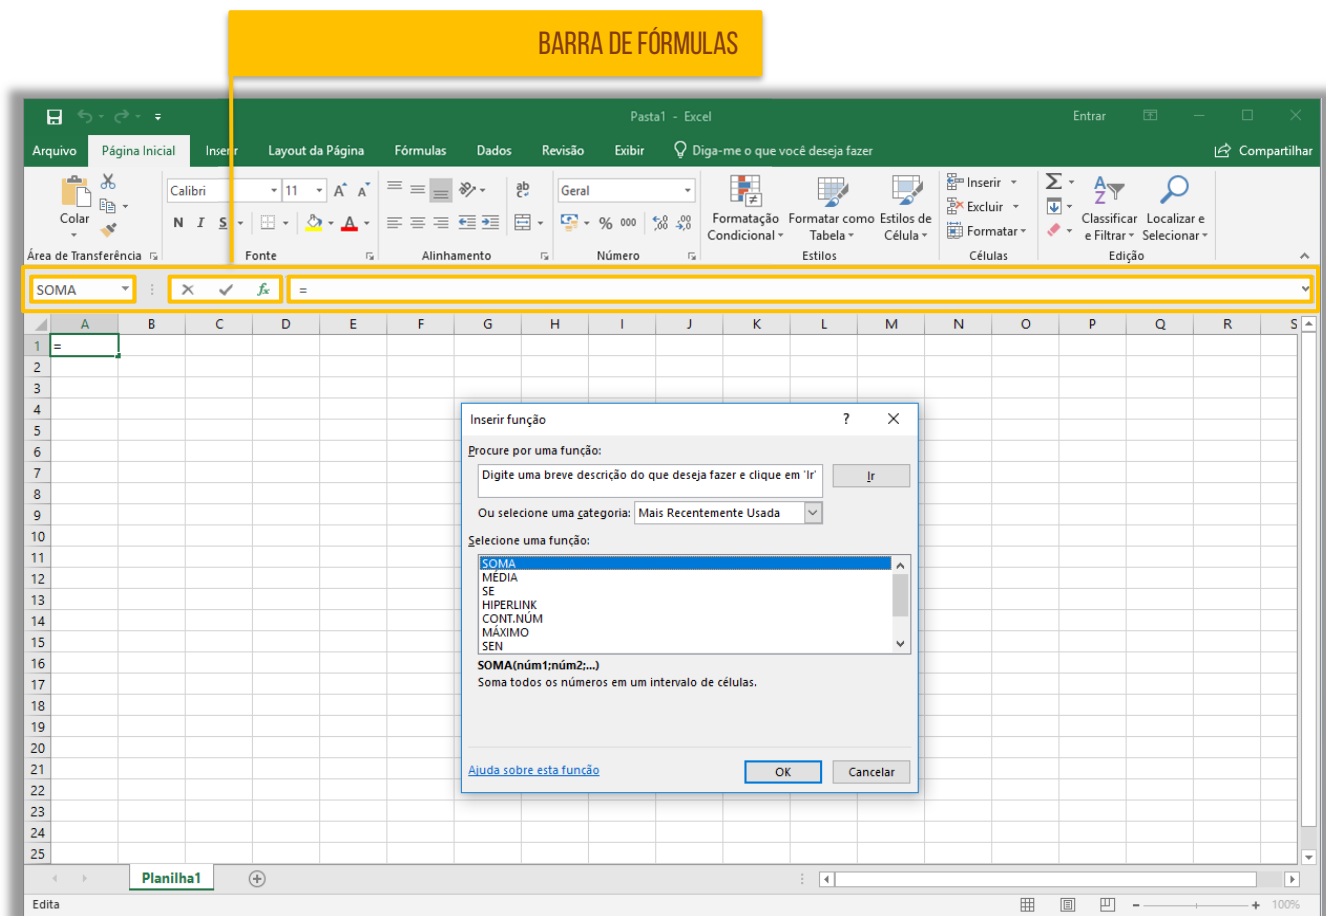 BARRA DE FÓRMULAS
Pasta1 - Excel
Entrar
Arquivo Página Inicial Inserir Layout da Página Fórmulas Dados Revisão Exibir Diga-me o que você deseja fazer Compartilhar
Colar
Calibri 11 A A ab Geral
N I S A % 000 ,00 ,0 ,00
Formatação Condicional
Formatar como Tabela
Estilos de Célula
Inserir
Excluir
Formatar
Σ
A Z
Classificar e Filtrar
Localizar e Selecionar
Área de Transferência Fonte Alinhamento Número Estilos Células Edição
SOMA fx =
A B C D E F G H I J K L M N O P Q R S
1 =
2
3
4
5
6
7
8
9
10
11
12
13
14
15
16
17
18
19
20
21
22
23
24
25
Inserir função ? X
Procure por uma função:
Digite uma breve descrição do que deseja fazer e clique em 'Ir'
Ir
Ou selecione uma categoria: Mais Recentemente Usada
Selecione uma função:
SOMA
MÉDIA
SE
HIPERLINK
CONT.NÚM
MÁXIMO
SEN
SOMA(núm1;núm2;...)
Soma todos os números em um intervalo de células.
Ajuda sobre esta função
OK Cancelar
Planilha1
Edita
100%